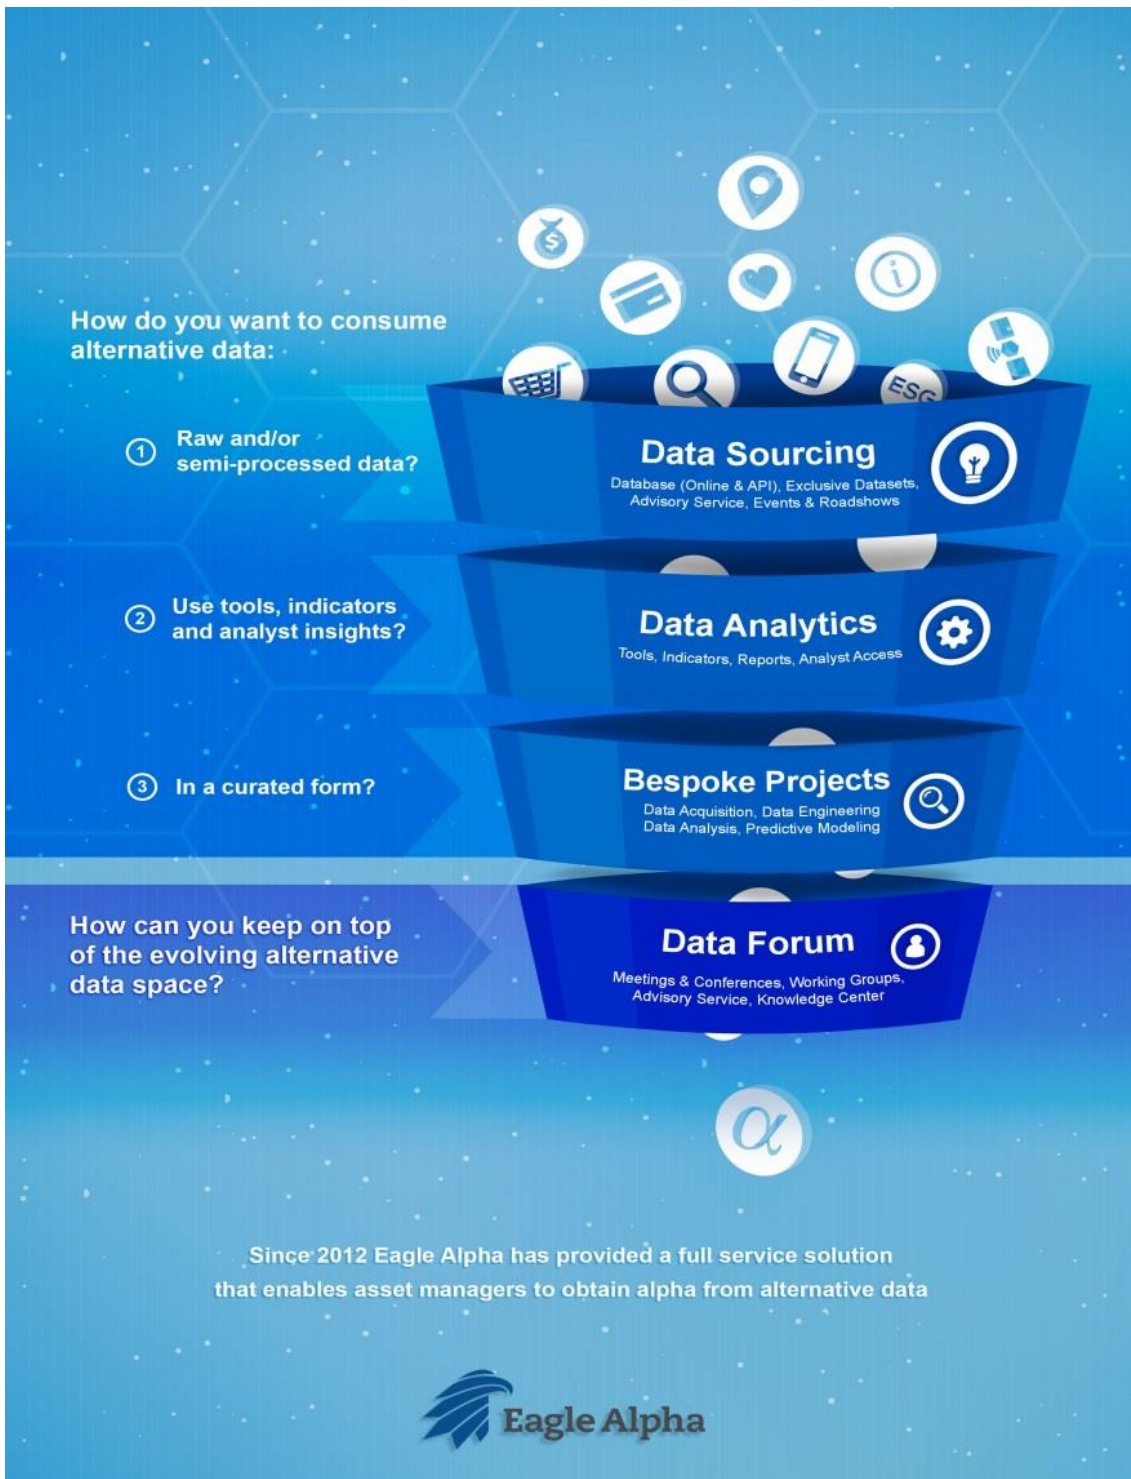 How do you want to consume
alternative data:
1
Raw and/or
semi-processed data?
ESG
Data Sourcing
Database (Online & API), Exclusive Datasets,
Advisory Service, Events & Roadshows
2
Use tools, indicators
and analyst insights?
Data Analytics
Tools, Indicators, Reports, Analyst Access
3
In a curated form?
Bespoke Projects
Data Acquisition, Data Engineering
Data Analysis, Predictive Modeling
How can you keep on top
of the evolving alternative
data space?
Data Forum
Meetings & Conferences, Working Groups,
Advisory Service, Knowledge Center
α
Since 2012 Eagle Alpha has provided a full service solution
that enables asset managers to obtain alpha from alternative data
Eagle Alpha